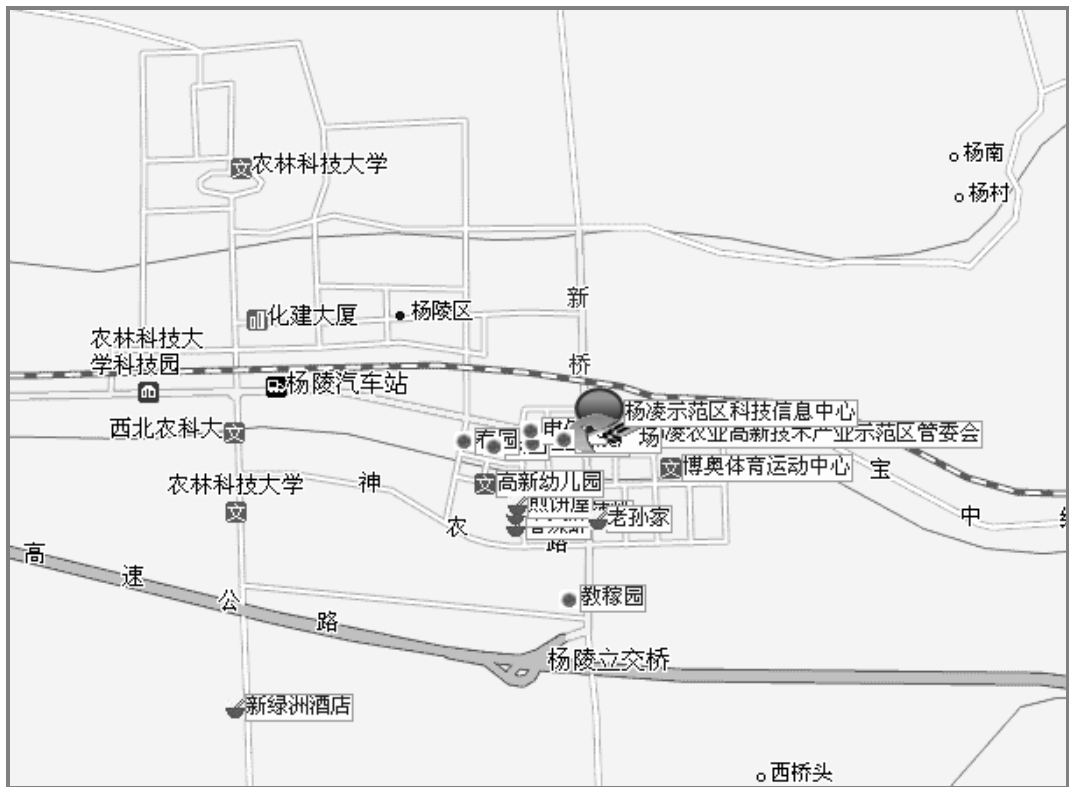 杨南
农林科技大学
杨村
新
化建大厦
杨陵区
农林科技大
学科技园
桥
杨陵汽车站
杨凌示范区科技信息中心
西北农科大
场
凌农业高新技术产业示范区管委会
博奥体育运动中心
宝
农林科技大学
神
高新幼儿园
煎饼屋
老孙家
中
农
路
高
速
公
路
教稼园
杨陵立交桥
新绿洲酒店
西桥头